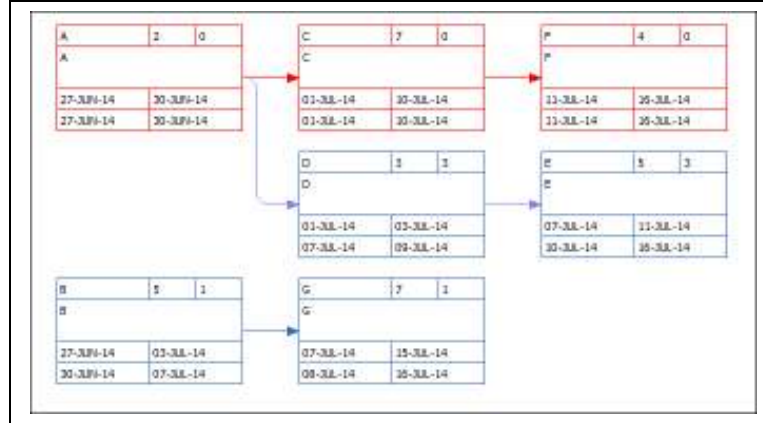 A 2 0
A
27-JUN-14 30-JUN-14
27-JUN-14 30-JUN-14
C 7 0
C
01-JUL-14 10-JUL-14
01-JUL-14 10-JUL-14
F 4 0
F
11-JUL-14 16-JUL-14
11-JUL-14 16-JUL-14
D 3 3
D
01-JUL-14 03-JUL-14
07-JUL-14 09-JUL-14
E 5 3
E
07-JUL-14 11-JUL-14
10-JUL-14 16-JUL-14
B 5 1
B
27-JUN-14 03-JUL-14
30-JUN-14 07-JUL-14
G 7 1
G
07-JUL-14 15-JUL-14
08-JUL-14 16-JUL-14